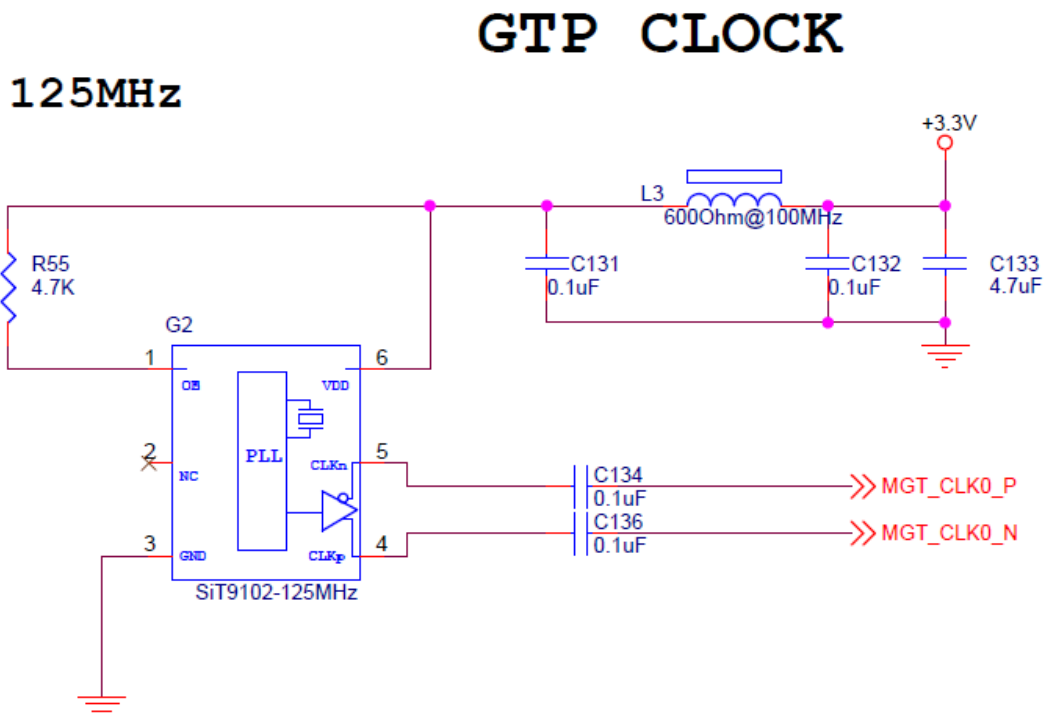 GTP CLOCK
125MHz
+3.3V
L3
600Ohm@100MHz
R55
4.7K
C131
0.1uF
C132
0.1uF
C133
4.7uF
G2
1
6
OE
VDD
2
5
NC
PLL
CLKn
3
4
GND
CLKp
SiT9102-125MHz
C134
0.1uF
MGT_CLK0_P
C136
0.1uF
MGT_CLK0_N